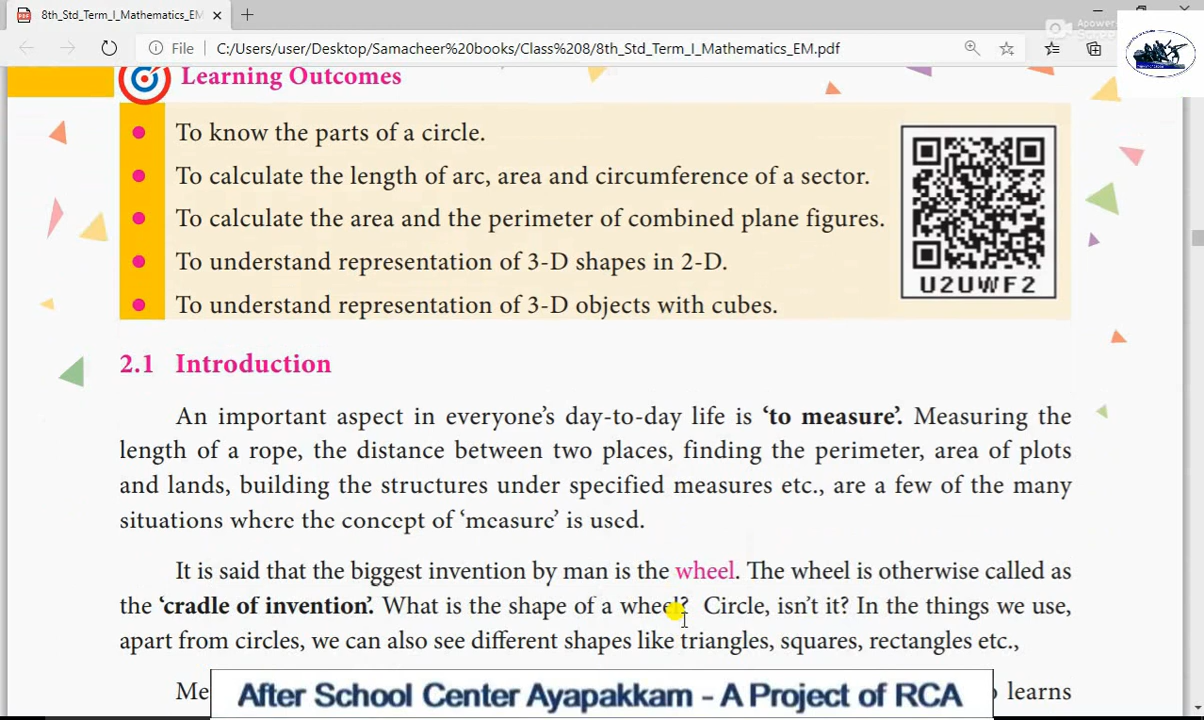 8th_Std_Term_I_Mathematics_EM
File
C:/Users/user/Desktop/Samacheer%20books/Class%208/8th_Std_Term_I_Mathematics_EM.pdf
Learning Outcomes
To know the parts of a circle.
To calculate the length of arc, area and circumference of a sector.
To calculate the area and the perimeter of combined plane figures.
To understand representation of 3-D shapes in 2-D.
To understand representation of 3-D objects with cubes.
U2UWF2
2.1 Introduction
An important aspect in everyone's day-to-day life is 'to measure'. Measuring the
length of a rope, the distance between two places, finding the perimeter, area of plots
and lands, building the structures under specified measures etc., are a few of the many
situations where the concept of 'measure' is used.
It is said that the biggest invention by man is the wheel. The wheel is otherwise called as
the 'cradle of invention'. What is the shape of a wheel? Circle, isn't it? In the things we use,
apart from circles, we can also see different shapes like triangles, squares, rectangles etc.,
learns
After School Center Ayapakkam - A Project of RCA